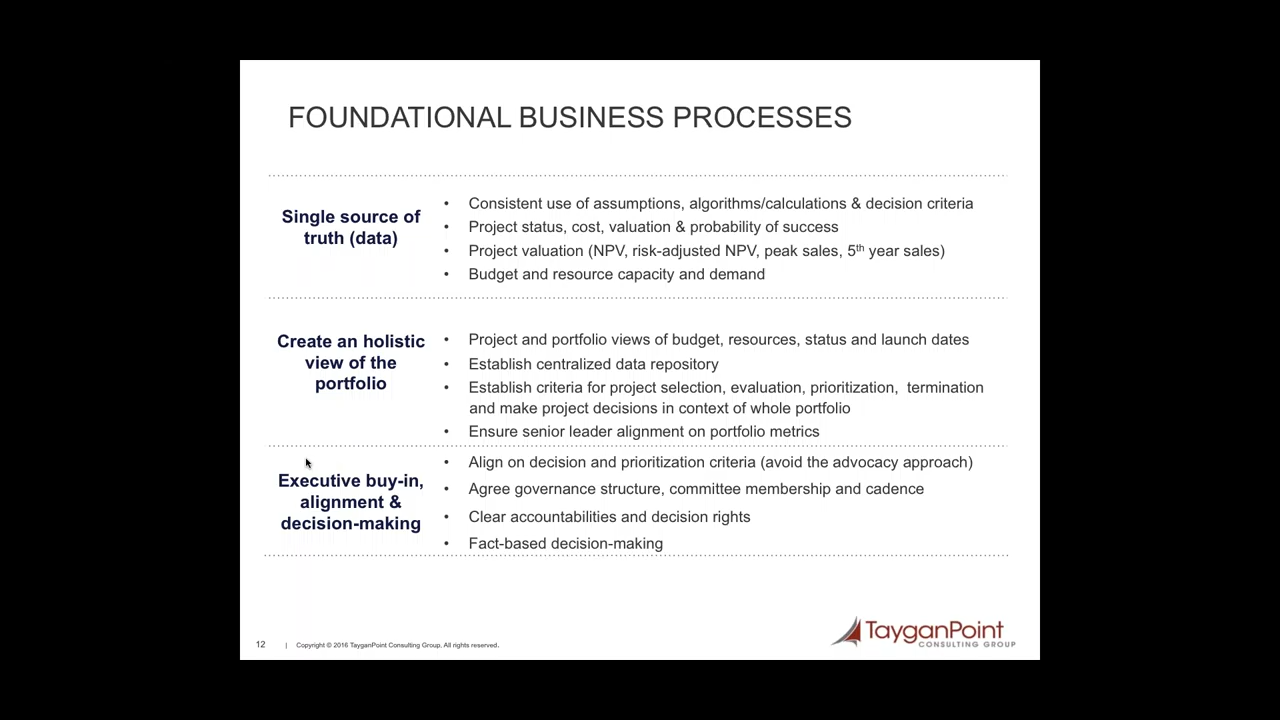 FOUNDATIONAL BUSINESS PROCESSES
Single source of
truth (data)
• Consistent use of assumptions, algorithms/calculations & decision criteria
• Project status, cost, valuation & probability of success
• Project valuation (NPV, risk-adjusted NPV, peak sales, 5th year sales)
• Budget and resource capacity and demand
Create an holistic
view of the
portfolio
• Project and portfolio views of budget, resources, status and launch dates
• Establish centralized data repository
• Establish criteria for project selection, evaluation, prioritization, termination
and make project decisions in context of whole portfolio
• Ensure senior leader alignment on portfolio metrics
Executive buy-in,
alignment &
decision-making
• Align on decision and prioritization criteria (avoid the advocacy approach)
• Agree governance structure, committee membership and cadence
• Clear accountabilities and decision rights
• Fact-based decision-making
12 | Copyright © 2016 TayganPoint Consulting Group. All rights reserved.
TayganPoint
CONSULTING GROUP